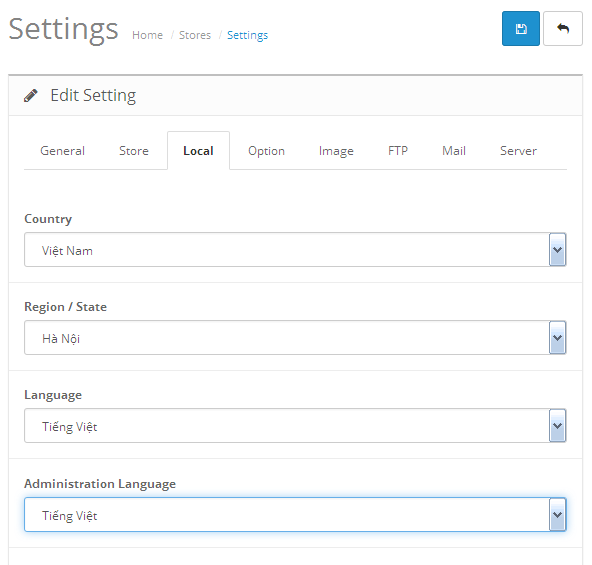 Settings Home / Stores / Settings
Edit Setting
General Store Local Option Image FTP Mail Server
Country
Việt Nam
Region / State
Hà Nội
Language
Tiếng Việt
Administration Language
Tiếng Việt